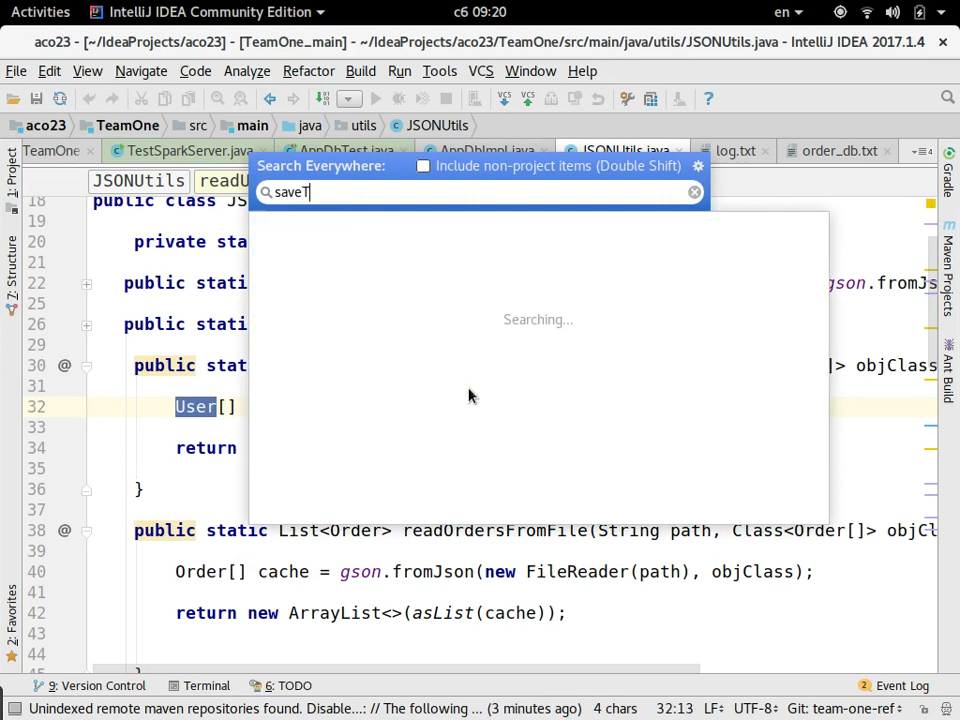 Activities IntelliJ IDEA Community Edition сб 09:20 en
aco23 - [~/IdeaProjects/aco23] - [TeamOne_main] - ~/IdeaProjects/aco23/TeamOne/src/main/java/utils/JSONUtils.java - IntelliJ IDEA 2017.1.4
File Edit View Navigate Code Analyze Refactor Build Run Tools VCS Window Help
aco23 TeamOne src main java utils JSONUtils
TeamOne TestSparkServer.java AppDbTest.java AppDbImpl.java JSONUtils.java log.txt order_db.txt
Search Everywhere: Include non-project items (Double Shift)
saveT
Searching...
JSONUtils readU
18 public class JS
19
20 private sta
21
22 public stati gson.fromJs
25
26 public stati
29
30 @ public stat ]> objClass
31
32 User[]
33
34 return
35
36 }
37
38 @ public static List<Order> readOrdersFromFile(String path, Class<Order[]> objCl
39
40 Order[] cache = gson.fromJson(new FileReader(path), objClass);
41
42 return new ArrayList<>(asList(cache));
43
44
1: Project
7: Structure
2: Favorites
Gradle
Maven Projects
Ant Build
9: Version Control Terminal 6: TODO 2 Event Log
Unindexed remote maven repositories found. Disable...: // The following ... (3 minutes ago) 4 chars 32:13 LF÷ UTF-8÷ Git: team-one-ref÷